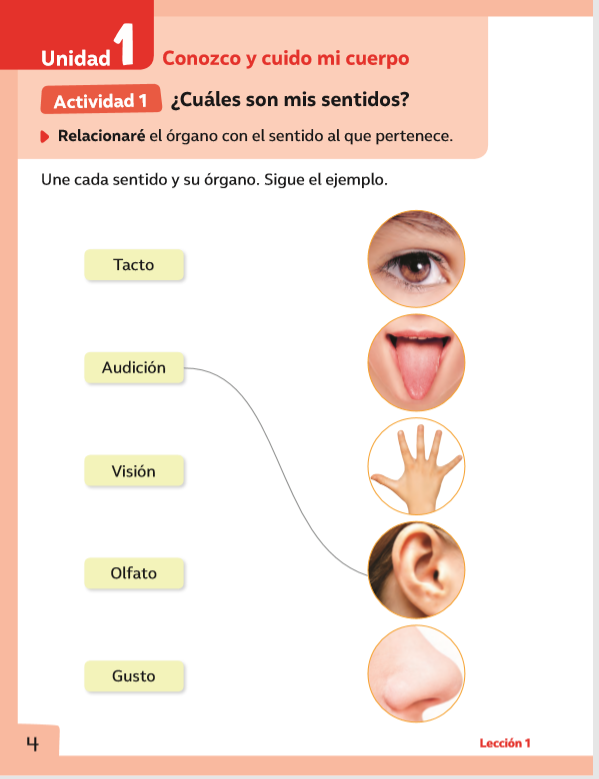 Unidad 1
Conozco y cuido mi cuerpo
Actividad 1 ¿Cuáles son mis sentidos?
Relacionaré el órgano con el sentido al que pertenece.
Une cada sentido y su órgano. Sigue el ejemplo.
Tacto
Audición
Visión
Olfato
Gusto
4
Lección 1